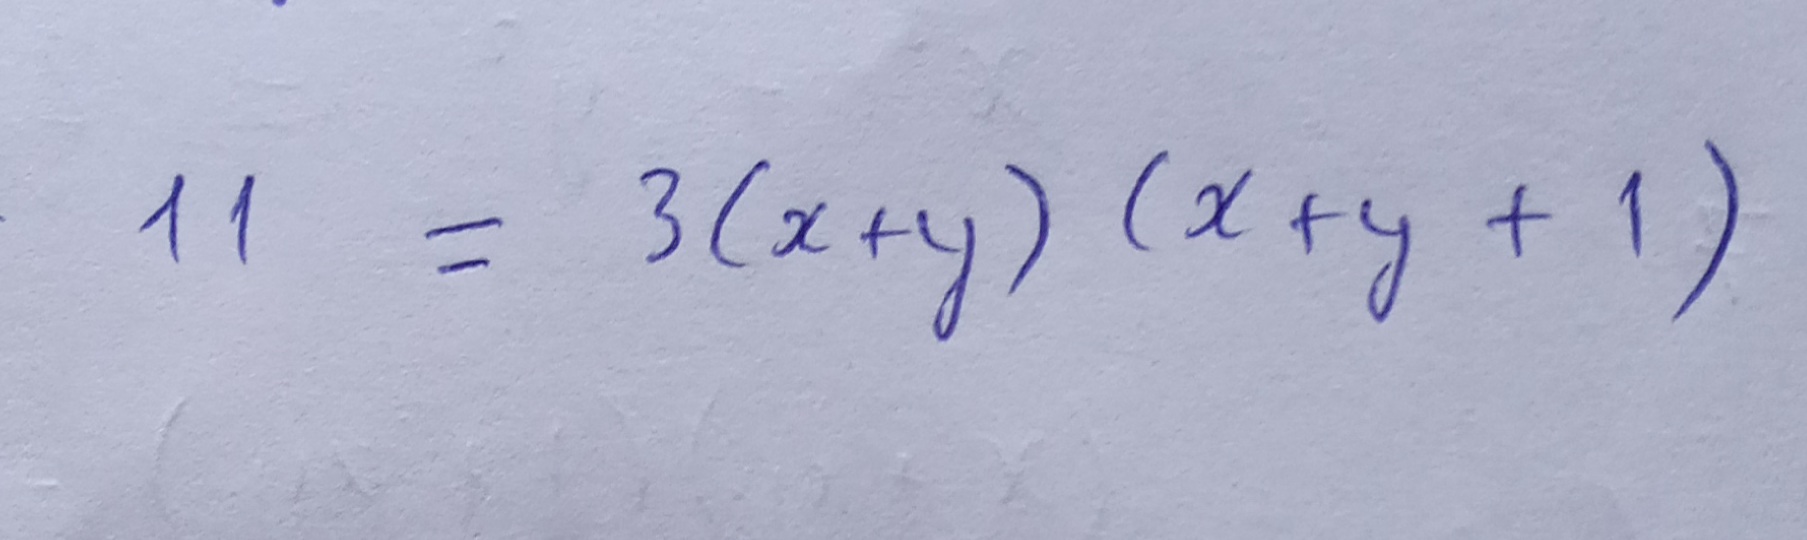 11 = 3(x+y) (x+y + 1)